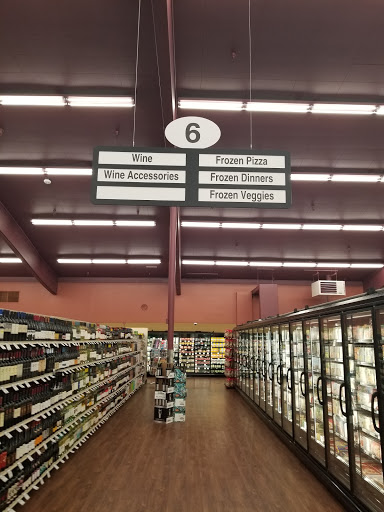 6
Wine
Wine Accessories
Frozen Pizza
Frozen Dinners
Frozen Veggies